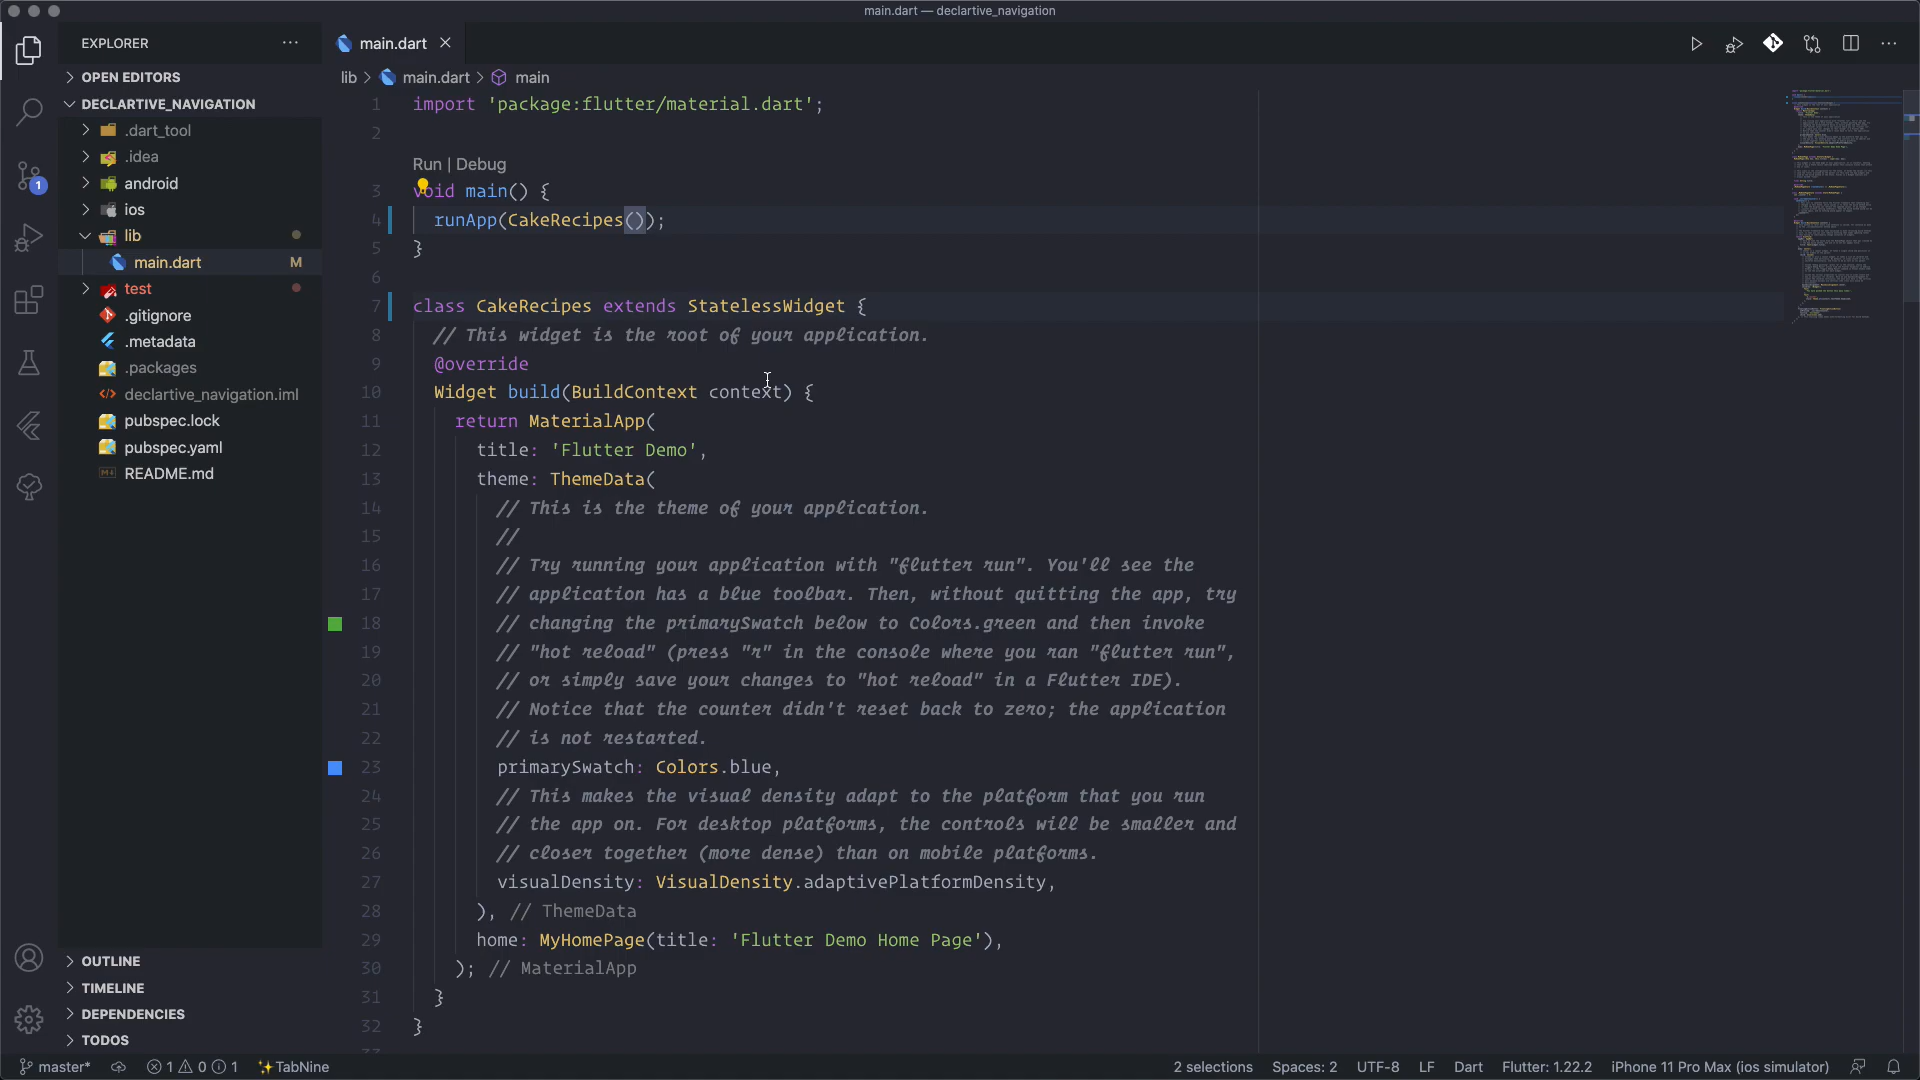 main.dart — declartive_navigation
EXPLORER
main.dart
OPEN EDITORS
DECLARTIVE_NAVIGATION
.dart_tool
.idea
android
ios
lib
main.dart M
test
.gitignore
.metadata
.packages
declartive_navigation.iml
pubspec.lock
pubspec.yaml
README.md
OUTLINE
TIMELINE
DEPENDENCIES
TODOS
1
lib > main.dart > main
1 import 'package:flutter/material.dart';
2
Run | Debug
3 void main() {
4 runApp(CakeRecipes());
5 }
6
7 class CakeRecipes extends StatelessWidget {
8 // This widget is the root of your application.
9 @override
10 Widget build(BuildContext context) {
11 return MaterialApp(
12 title: 'Flutter Demo',
13 theme: ThemeData(
14 // This is the theme of your application.
15 //
16 // Try running your application with "flutter run". You'll see the
17 // application has a blue toolbar. Then, without quitting the app, try
18 // changing the primarySwatch below to Colors.green and then invoke
19 // "hot reload" (press "r" in the console where you ran "flutter run",
20 // or simply save your changes to "hot reload" in a Flutter IDE).
21 // Notice that the counter didn't reset back to zero; the application
22 // is not restarted.
23 primarySwatch: Colors.blue,
24 // This makes the visual density adapt to the platform that you run
25 // the app on. For desktop platforms, the controls will be smaller and
26 // closer together (more dense) than on mobile platforms.
27 visualDensity: VisualDensity.adaptivePlatformDensity,
28 ), // ThemeData
29 home: MyHomePage(title: 'Flutter Demo Home Page'),
30 ); // MaterialApp
31 }
32 }
master* 1 0 1 TabNine 2 selections Spaces: 2 UTF-8 LF Dart Flutter: 1.22.2 iPhone 11 Pro Max (ios simulator)